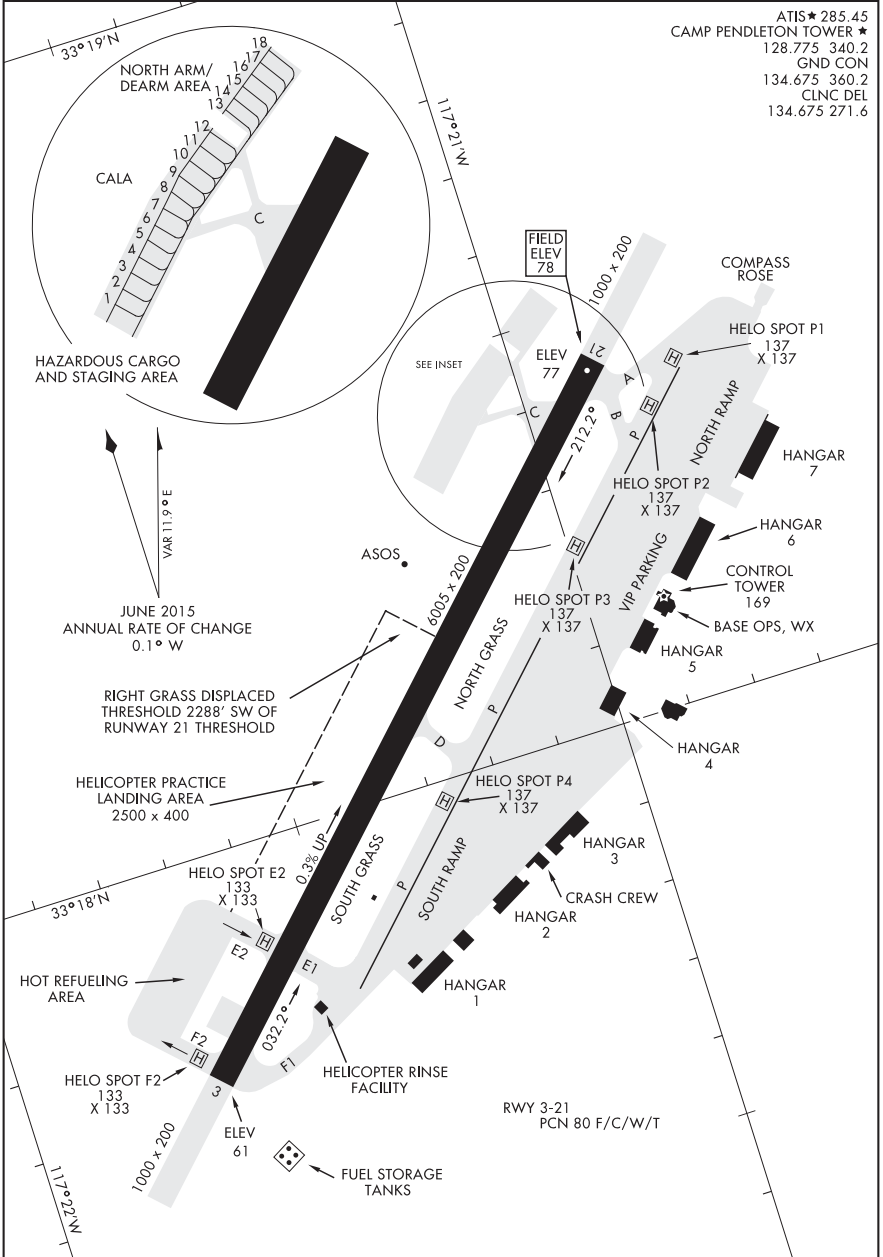 ATIS★ 285.45
CAMP PENDLETON TOWER ★
128.775 340.2
GND CON
134.675 360.2
CLNC DEL
134.675 271.6
33°19'N
NORTH ARM/
DEARM AREA
18
17
16
15
14
13
12
11
10
9
8
7
6
5
4
3
2
1
CALA
C
HAZARDOUS CARGO
AND STAGING AREA
117°21'W
FIELD
ELEV
78
1000 x 200
COMPASS
ROSE
HELO SPOT P1
137
X 137
H
SEE INSET
ELEV
77
21
A
B
C
P
H
212.2°
NORTH RAMP
HANGAR
7
HELO SPOT P2
137
X 137
VAR 11.9° E
HANGAR
6
ASOS
H
VIP PARKING
CONTROL
TOWER
169
6005 x 200
HELO SPOT P3
137
X 137
BASE OPS, WX
JUNE 2015
ANNUAL RATE OF CHANGE
0.1° W
HANGAR
5
NORTH GRASS
RIGHT GRASS DISPLACED
THRESHOLD 2288' SW OF
RUNWAY 21 THRESHOLD
P
D
HANGAR
4
HELICOPTER PRACTICE
LANDING AREA
2500 x 400
HELO SPOT P4
137
X 137
H
0.3% UP
HANGAR
3
HELO SPOT E2
133
X 133
SOUTH GRASS
P
SOUTH RAMP
CRASH CREW
33°18'N
HANGAR
2
E2
H
E1
HOT REFUELING
AREA
HANGAR
1
032.2°
F2
H
F1
HELICOPTER RINSE
FACILITY
HELO SPOT F2
133
X 133
3
RWY 3-21
PCN 80 F/C/W/T
ELEV
61
1000 x 200
FUEL STORAGE
TANKS
117°22'W